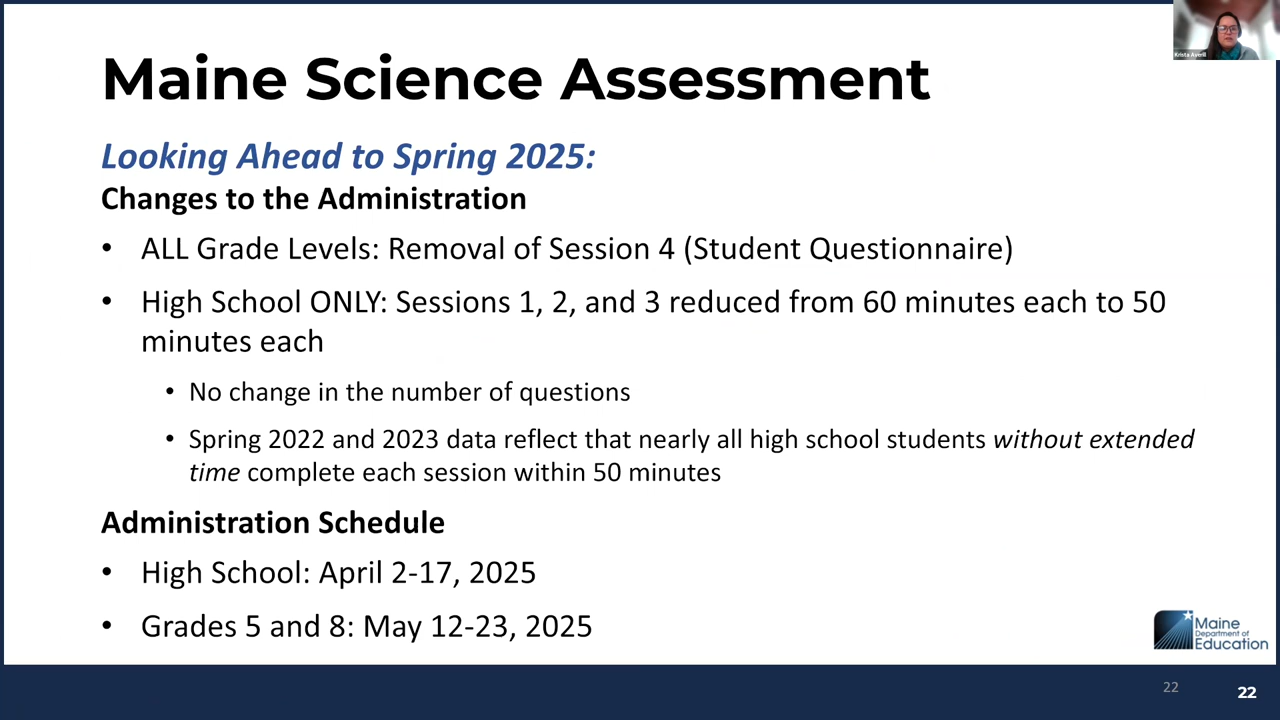 Krista Averill
Maine Science Assessment
Looking Ahead to Spring 2025:
Changes to the Administration
• ALL Grade Levels: Removal of Session 4 (Student Questionnaire)
• High School ONLY: Sessions 1, 2, and 3 reduced from 60 minutes each to 50
minutes each
• No change in the number of questions
• Spring 2022 and 2023 data reflect that nearly all high school students without extended
time complete each session within 50 minutes
Administration Schedule
• High School: April 2-17, 2025
• Grades 5 and 8: May 12-23, 2025
Maine
Department of
Education
22
22